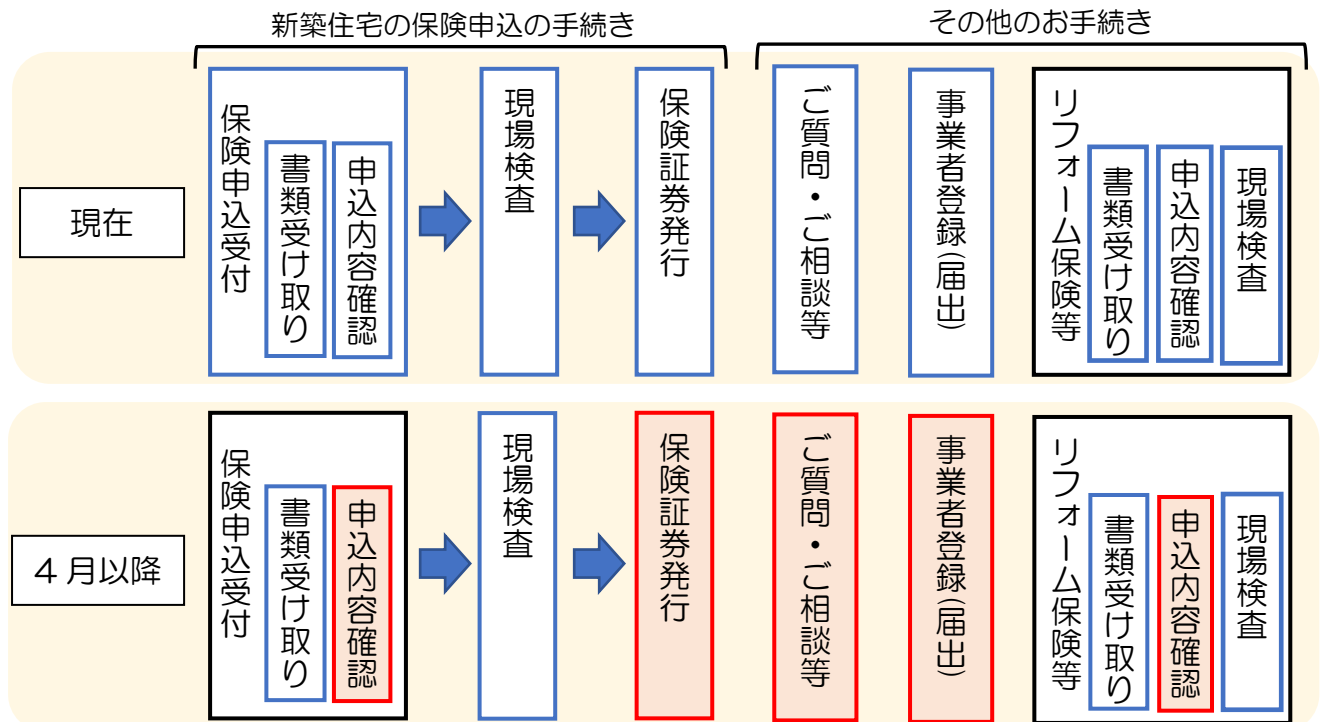 新築住宅の保険申込の手続き
その他のお手続き
現在
保険申込受付
書類受け取り
申込内容確認
現場検査
保険証券発行
ご質問・ご相談等
事業者登録(届出)
リフォーム保険等
書類受け取り
申込内容確認
現場検査
4月以降
保険申込受付
書類受け取り
申込内容確認
現場検査
保険証券発行
ご質問・ご相談等
事業者登録(届出)
リフォーム保険等
書類受け取り
申込内容確認
現場検査